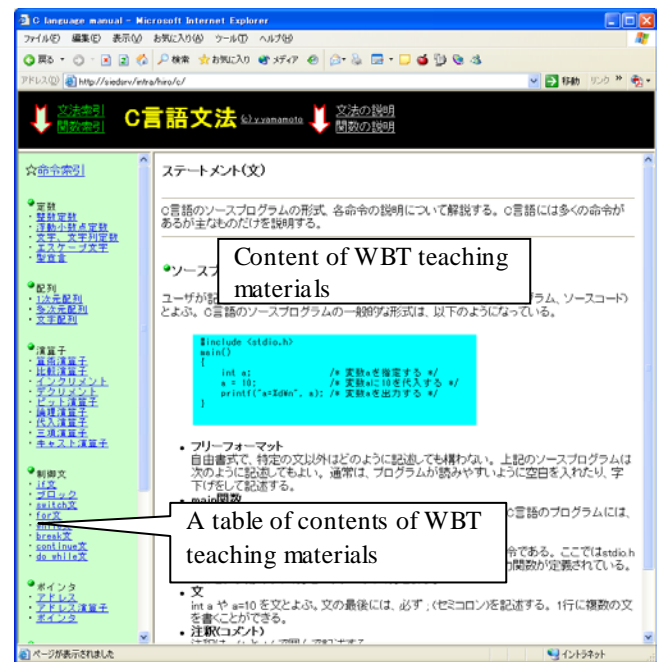 C language manual - Microsoft Internet Explorer
ファイル(F) 編集(E) 表示(V) お気に入り(A) ツール(T) ヘルプ(H)
戻る 検索 お気に入り メディア
アドレス(D) http://siedsrv/intra/hiro/c/ 移動 リンク »
文法索引
関数索引
C言語文法 (c) y.yamamoto
文法の説明
関数の説明
☆命令索引
定数
・整数定数
・浮動小数点定数
・文字、文字列定数
・エスケープ文字
・型宣言
配列
・1次元配列
・多次元配列
・文字配列
演算子
・算術演算子
・比較演算子
・インクリメント
・デクリメント
・ビット演算子
・論理演算子
・代入演算子
・三項演算子
・キャスト演算子
制御文
・if文
・ブロック
・switch文
・for文
・break文
・continue文
・do while文
ポインタ
・アドレス
・アドレス演算子
・ポインタ
ステートメント(文)
C言語のソースプログラムの形式、各命令の説明について解説する。C言語には多くの命令が
あるが主なものだけを説明する。
Content of WBT teaching
materials
ソースプ
ユーザが記
ラム、ソースコード)
とよぶ。C言語のソースプログラムの一般的な形式は、以下のようになっている。
#include <stdio.h>
main()
{
int a; /* 変数aを指定する */
a = 10; /* 変数aに10を代入する */
printf("a=%d¥n", a); /* 変数aを出力する */
}
• フリーフォーマット
自由書式で、特定の文以外はどのように記述しても構わない。上記のソースプログラムは
次のように記述してもよい。通常は、プログラムが読みやすいように空白を入れたり、字
下げをして記述する。
• main関数
C言語のプログラムには、
A table of contents of WBT
teaching materials
令である。ここではstdio.h
関数が定義されている。
• 文
int a や a=10 を文とよぶ。文の最後には、必ず ; (セミコロン)を記述する。1行に複数の文
を書くことができる。
• 注釈(コメント)
ページが表示されました イントラネット